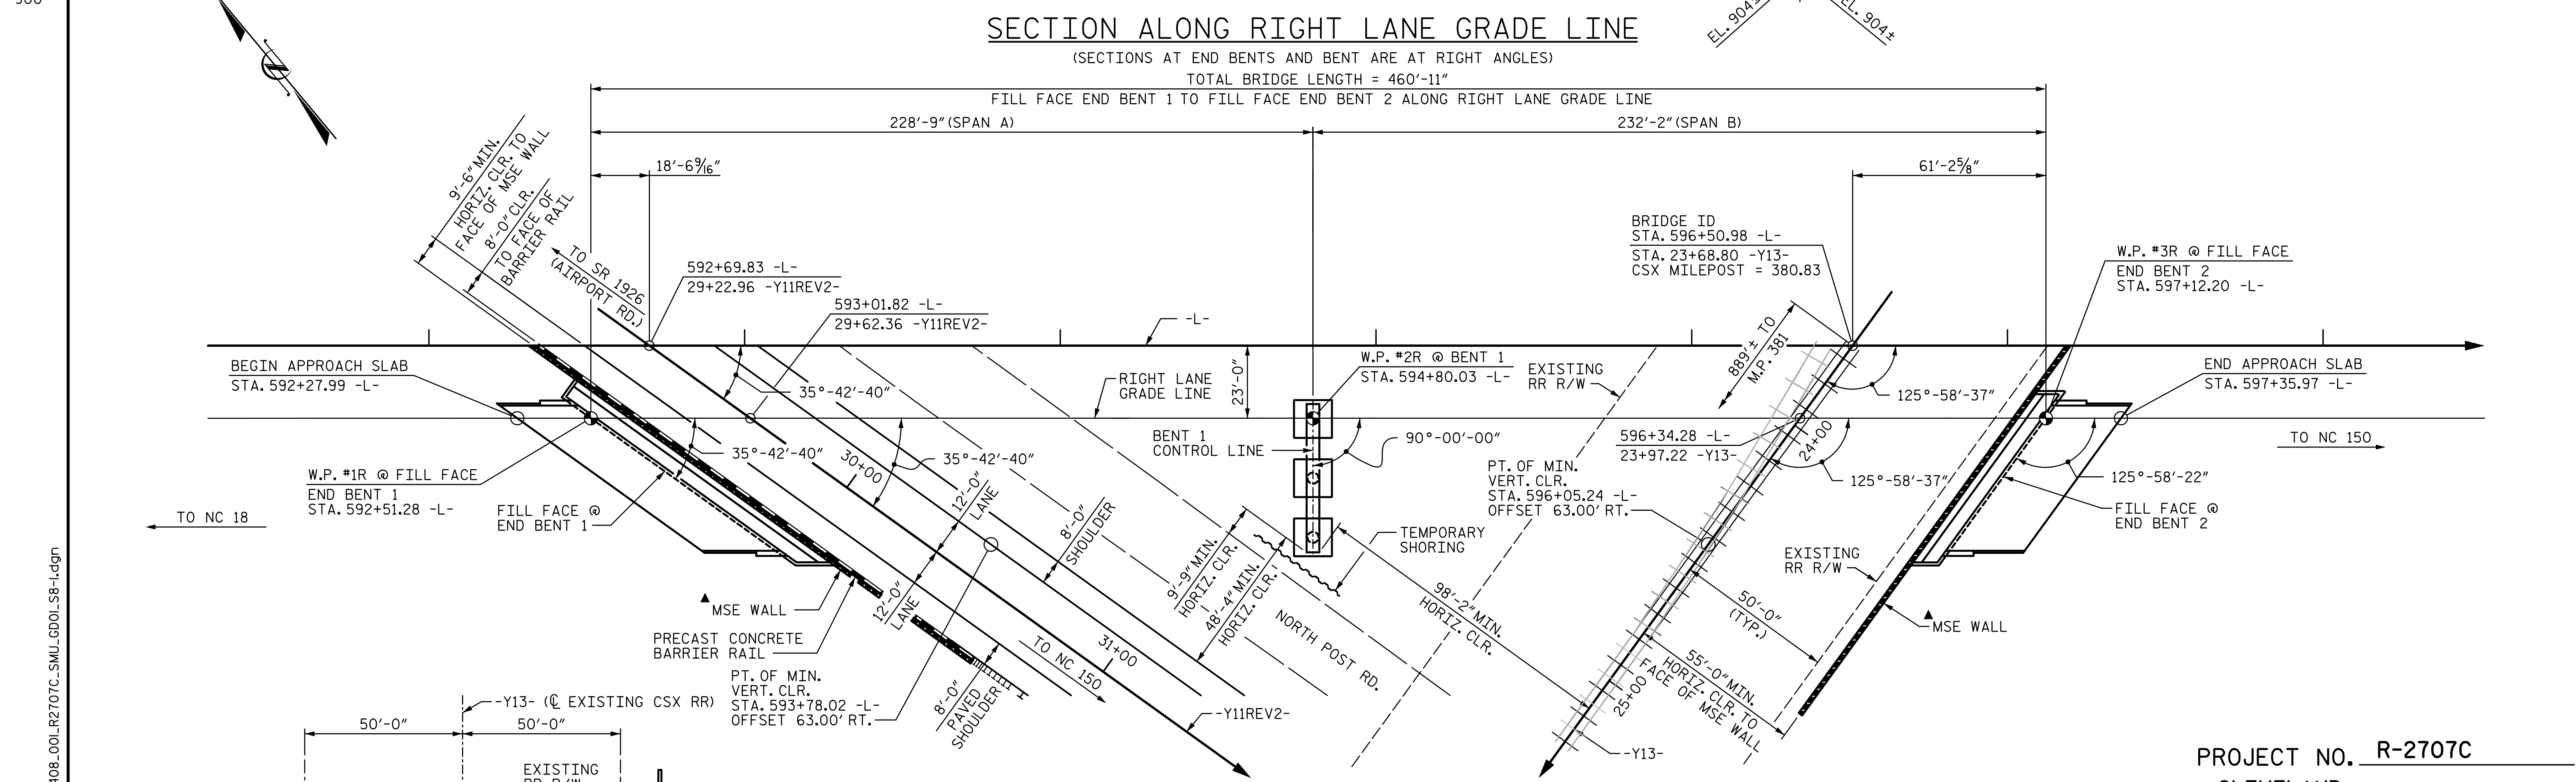 SECTION ALONG RIGHT LANE GRADE LINE
(SECTIONS AT END BENTS AND BENT ARE AT RIGHT ANGLES)
EL. 904±
EL. 904±
TOTAL BRIDGE LENGTH = 460'-11"
FILL FACE END BENT 1 TO FILL FACE END BENT 2 ALONG RIGHT LANE GRADE LINE
228'-9"(SPAN A)
232'-2"(SPAN B)
18'-6 9/16"
61'-2 5/8"
9'-6" MIN.
HORIZ. CLR. TO
FACE OF MSE WALL
8'-0" CLR.
TO FACE OF
BARRIER RAIL
TO SR 1926
(AIRPORT RD.)
592+69.83 -L-
29+22.96 -Y11REV2-
593+01.82 -L-
29+62.36 -Y11REV2-
-L-
BRIDGE ID
STA. 596+50.98 -L-
STA. 23+68.80 -Y13-
CSX MILEPOST = 380.83
W.P. #3R @ FILL FACE
END BENT 2
STA. 597+12.20 -L-
889'± TO
M.P. 381
BEGIN APPROACH SLAB
STA. 592+27.99 -L-
35°-42'-40"
RIGHT LANE
GRADE LINE
23'-0"
W.P. #2R @ BENT 1
STA. 594+80.03 -L-
EXISTING
RR R/W
125°-58'-37"
END APPROACH SLAB
STA. 597+35.97 -L-
W.P. #1R @ FILL FACE
END BENT 1
STA. 592+51.28 -L-
35°-42'-40"
30+00
35°-42'-40"
BENT 1
CONTROL LINE
90°-00'-00"
596+34.28 -L-
23+97.22 -Y13-
24+00
TO NC 150
PT. OF MIN.
VERT. CLR.
STA. 596+05.24 -L-
OFFSET 63.00' RT.
125°-58'-37"
125°-58'-22"
TO NC 18
FILL FACE @
END BENT 1
12'-0"
LANE
8'-0"
SHOULDER
TEMPORARY
SHORING
FILL FACE @
END BENT 2
9'-9" MIN.
HORIZ. CLR.
48'-4" MIN.
HORIZ. CLR.
98'-2" MIN.
HORIZ. CLR.
EXISTING
RR R/W
50'-0"
(TYP.)
12'-0"
LANE
MSE WALL
MSE WALL
PRECAST CONCRETE
BARRIER RAIL
NORTH POST RD.
31+00
TO NC 150
PT. OF MIN.
VERT. CLR.
STA. 593+78.02 -L-
OFFSET 63.00' RT.
8'-0"
PAVED
SHOULDER
-Y11REV2-
55'-0" MIN.
HORIZ. CLR. TO
FACE OF MSE WALL
25+00
-Y13-
-Y13- (℄ EXISTING CSX RR)
50'-0"
50'-0"
EXISTING
RR R/W
PROJECT NO. R-2707C
408_001_R2707C_SMU_GD01_S8-1.dgn